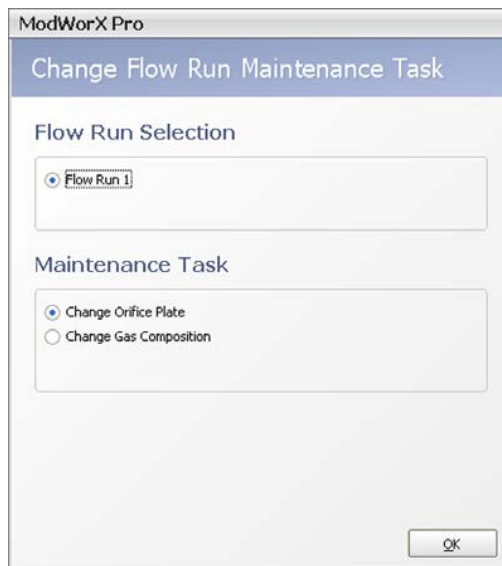 ModWorX Pro
Change Flow Run Maintenance Task
Flow Run Selection
Flow Run 1
Maintenance Task
Change Orifice Plate
Change Gas Composition
OK